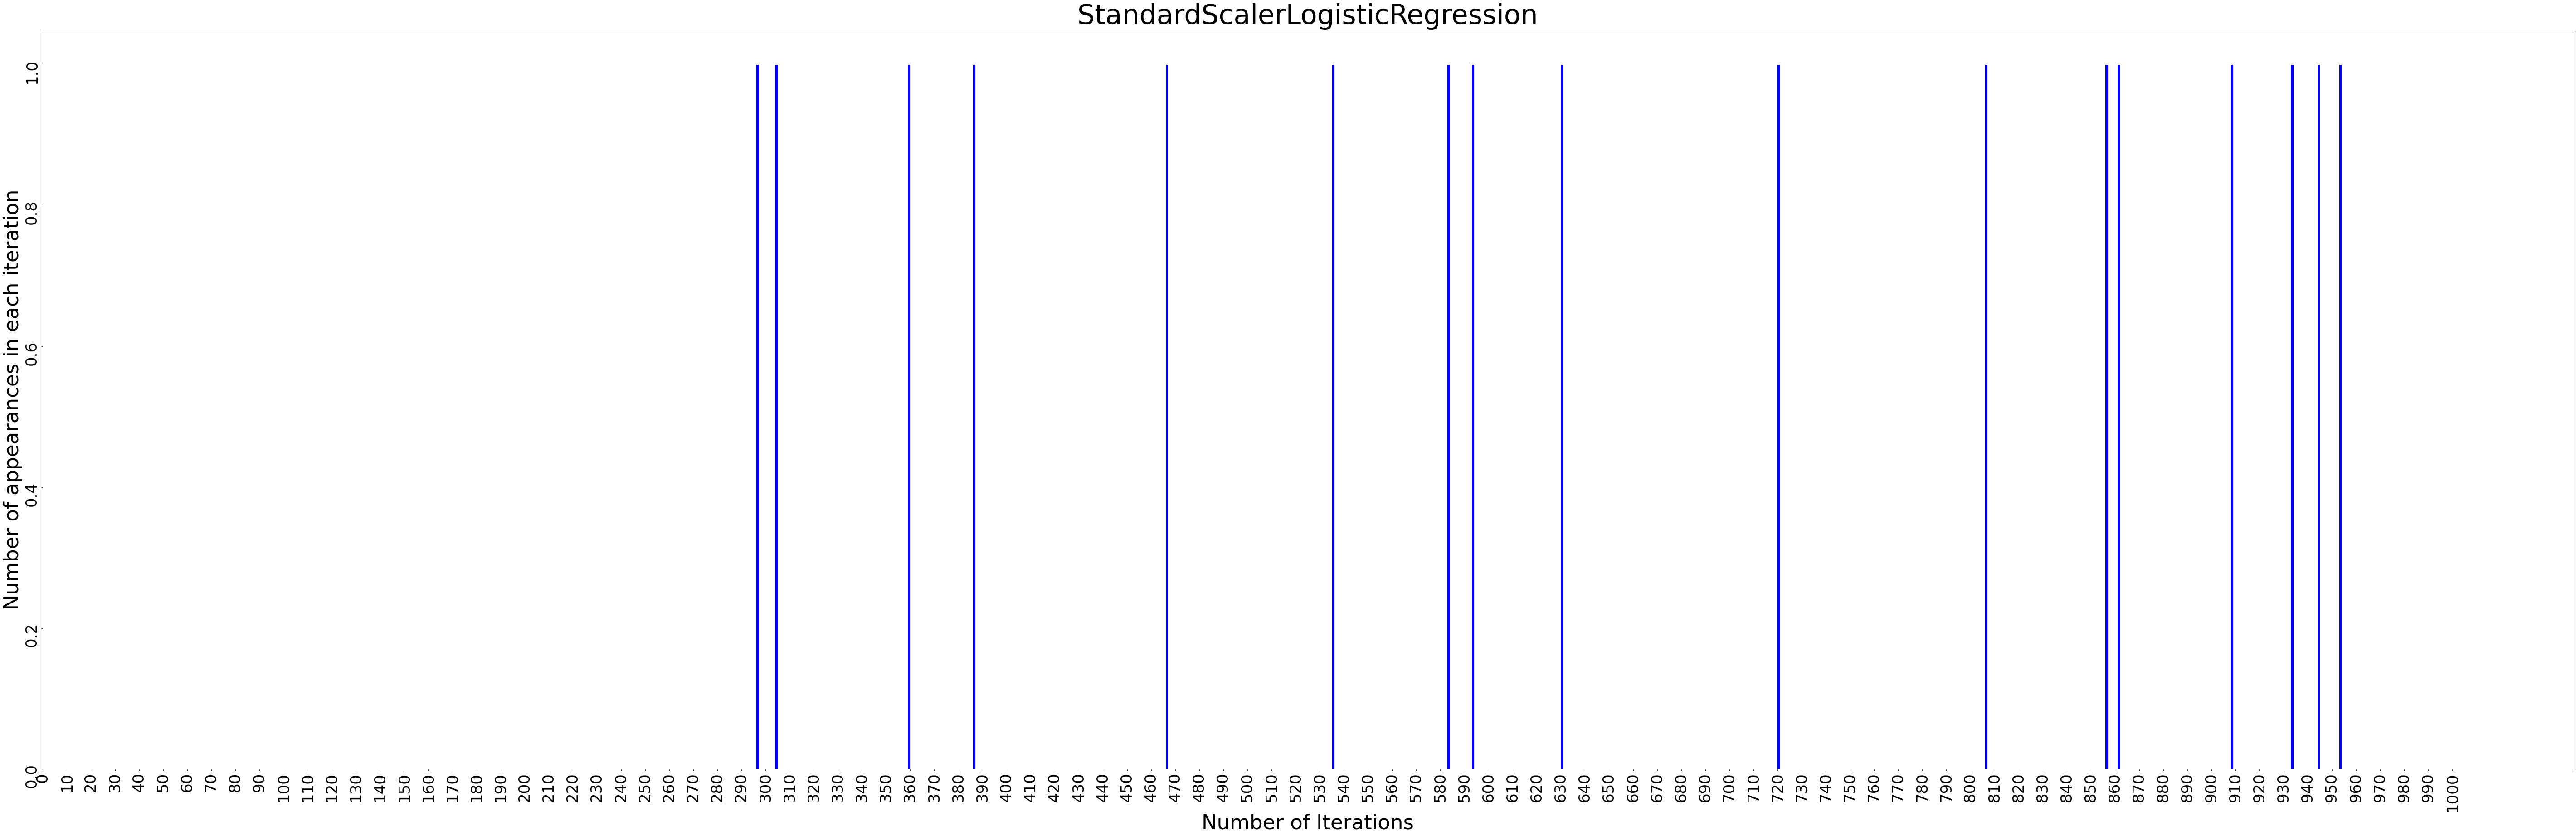 StandardScalerLogisticRegression
Number of appearances in each iteration
1.0
0.8
0.6
0.4
0.2
0.0
0 10 20 30 40 50 60 70 80 90 100 110 120 130 140 150 160 170 180 190 200 210 220 230 240 250 260 270 280 290 300 310 320 330 340 350 360 370 380 390 400 410 420 430 440 450 460 470 480 490 500 510 520 530 540 550 560 570 580 590 600 610 620 630 640 650 660 670 680 690 700 710 720 730 740 750 760 770 780 790 800 810 820 830 840 850 860 870 880 890 900 910 920 930 940 950 960 970 980 990 1000
Number of Iterations